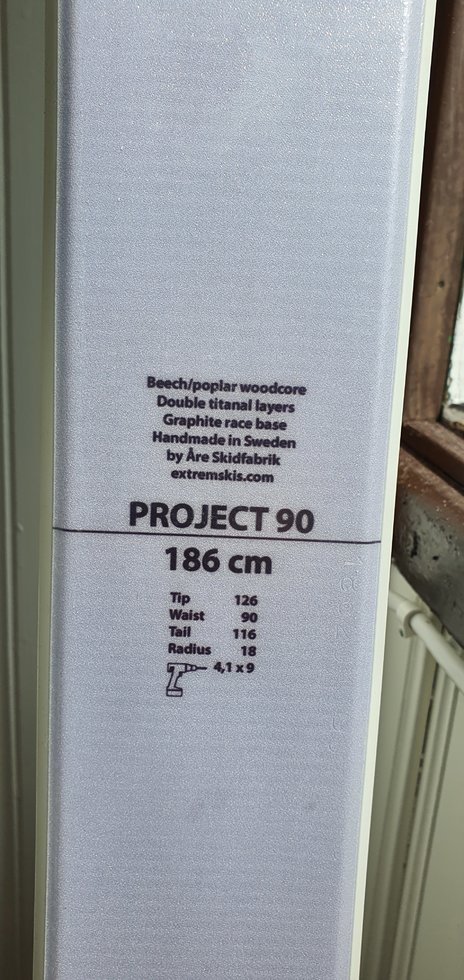 Beech/poplar woodcore
Double titanal layers
Graphite race base
Handmade in Sweden
by Åre Skidfabrik
extremskis.com
PROJECT 90
186 cm
Tip 126
Waist 90
Tail 116
Radius 18
4,1 x 9